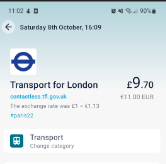 11:02
90%
Saturday 8th October, 16:09
Transport for London
£9.70
contactless.tfl.gov.uk
€11.00 EUR
The exchange rate was £1 = €1.13
#paris22
Transport
Change category